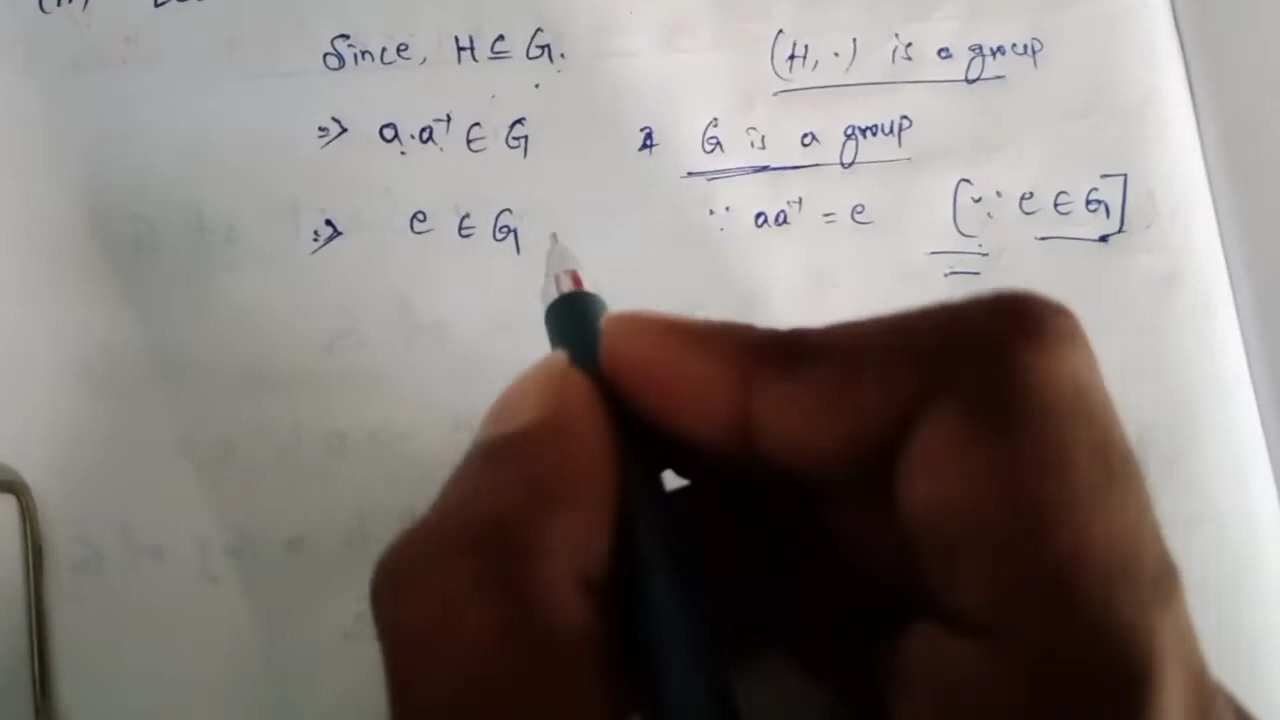 Since, H ⊆ G. (H, ·) is a group
⇒ a.a⁻¹ ∈ G & G is a group
⇒ e ∈ G ∵ aa⁻¹ = e [∵ e ∈ G]